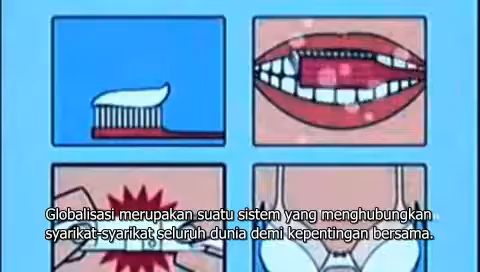 Globalisasi merupakan suatu sistem yang menghubungkan
syarikat-syarikat seluruh dunia demi kepentingan bersama.